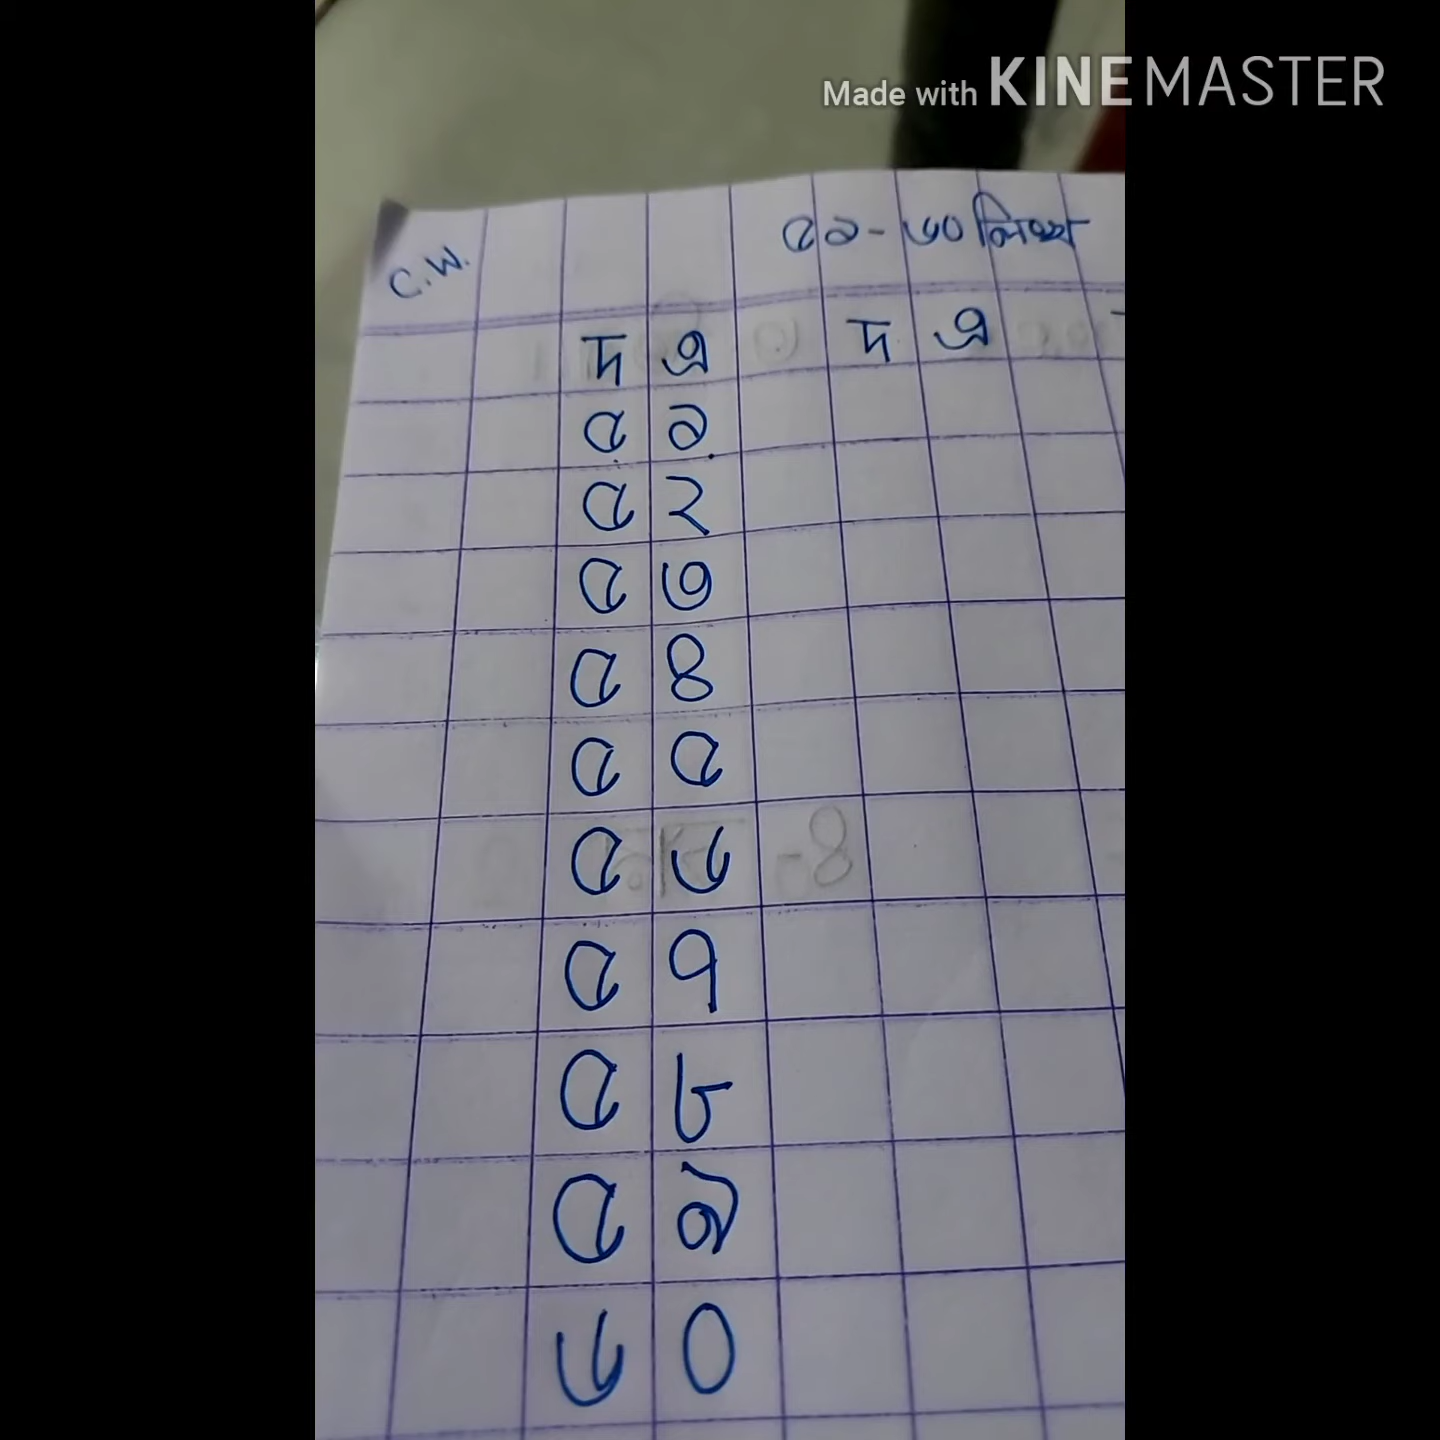 Made with KINEMASTER
C.W.
৫১-৬০ লিখ
দ এ দ এ
৫ ১
৫ ২
৫ ৩
৫ ৪
৫ ৫
৫ ৬
৫ ৭
৫ ৮
৫ ৯
৬ ০